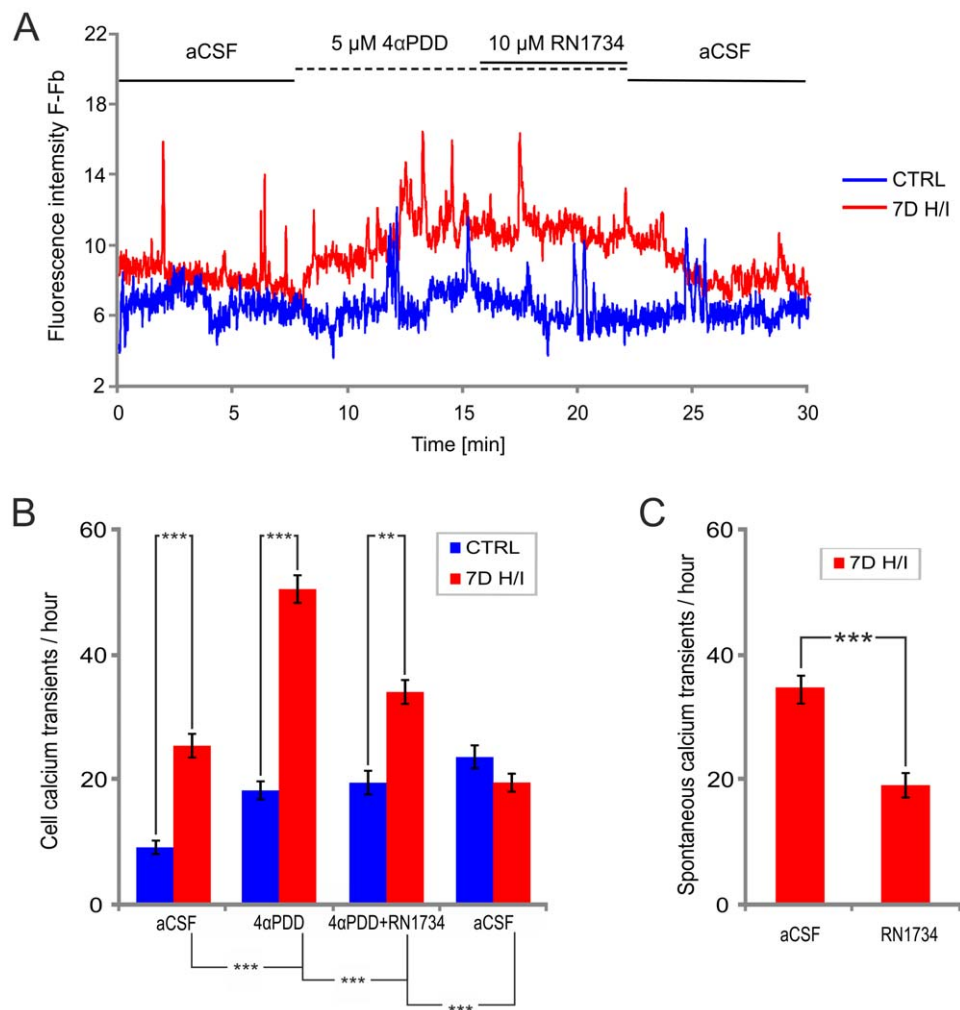 A
22
18
14
10
6
2
Fluorescence intemsity F-Fb
aCSF
5 µM 4αPDD
10 µM RN1734
aCSF
CTRL
7D H/I
0 5 10 15 20 25 30
Time [min]
B
60
40
20
0
Cell calcium transients / hour
***
***
**
CTRL
7D H/I
aCSF 4αPDD 4αPDD+RN1734 aCSF
***
***
***
C
60
40
20
0
Spontaneous calcium transients / hour
7D H/I
***
aCSF RN1734